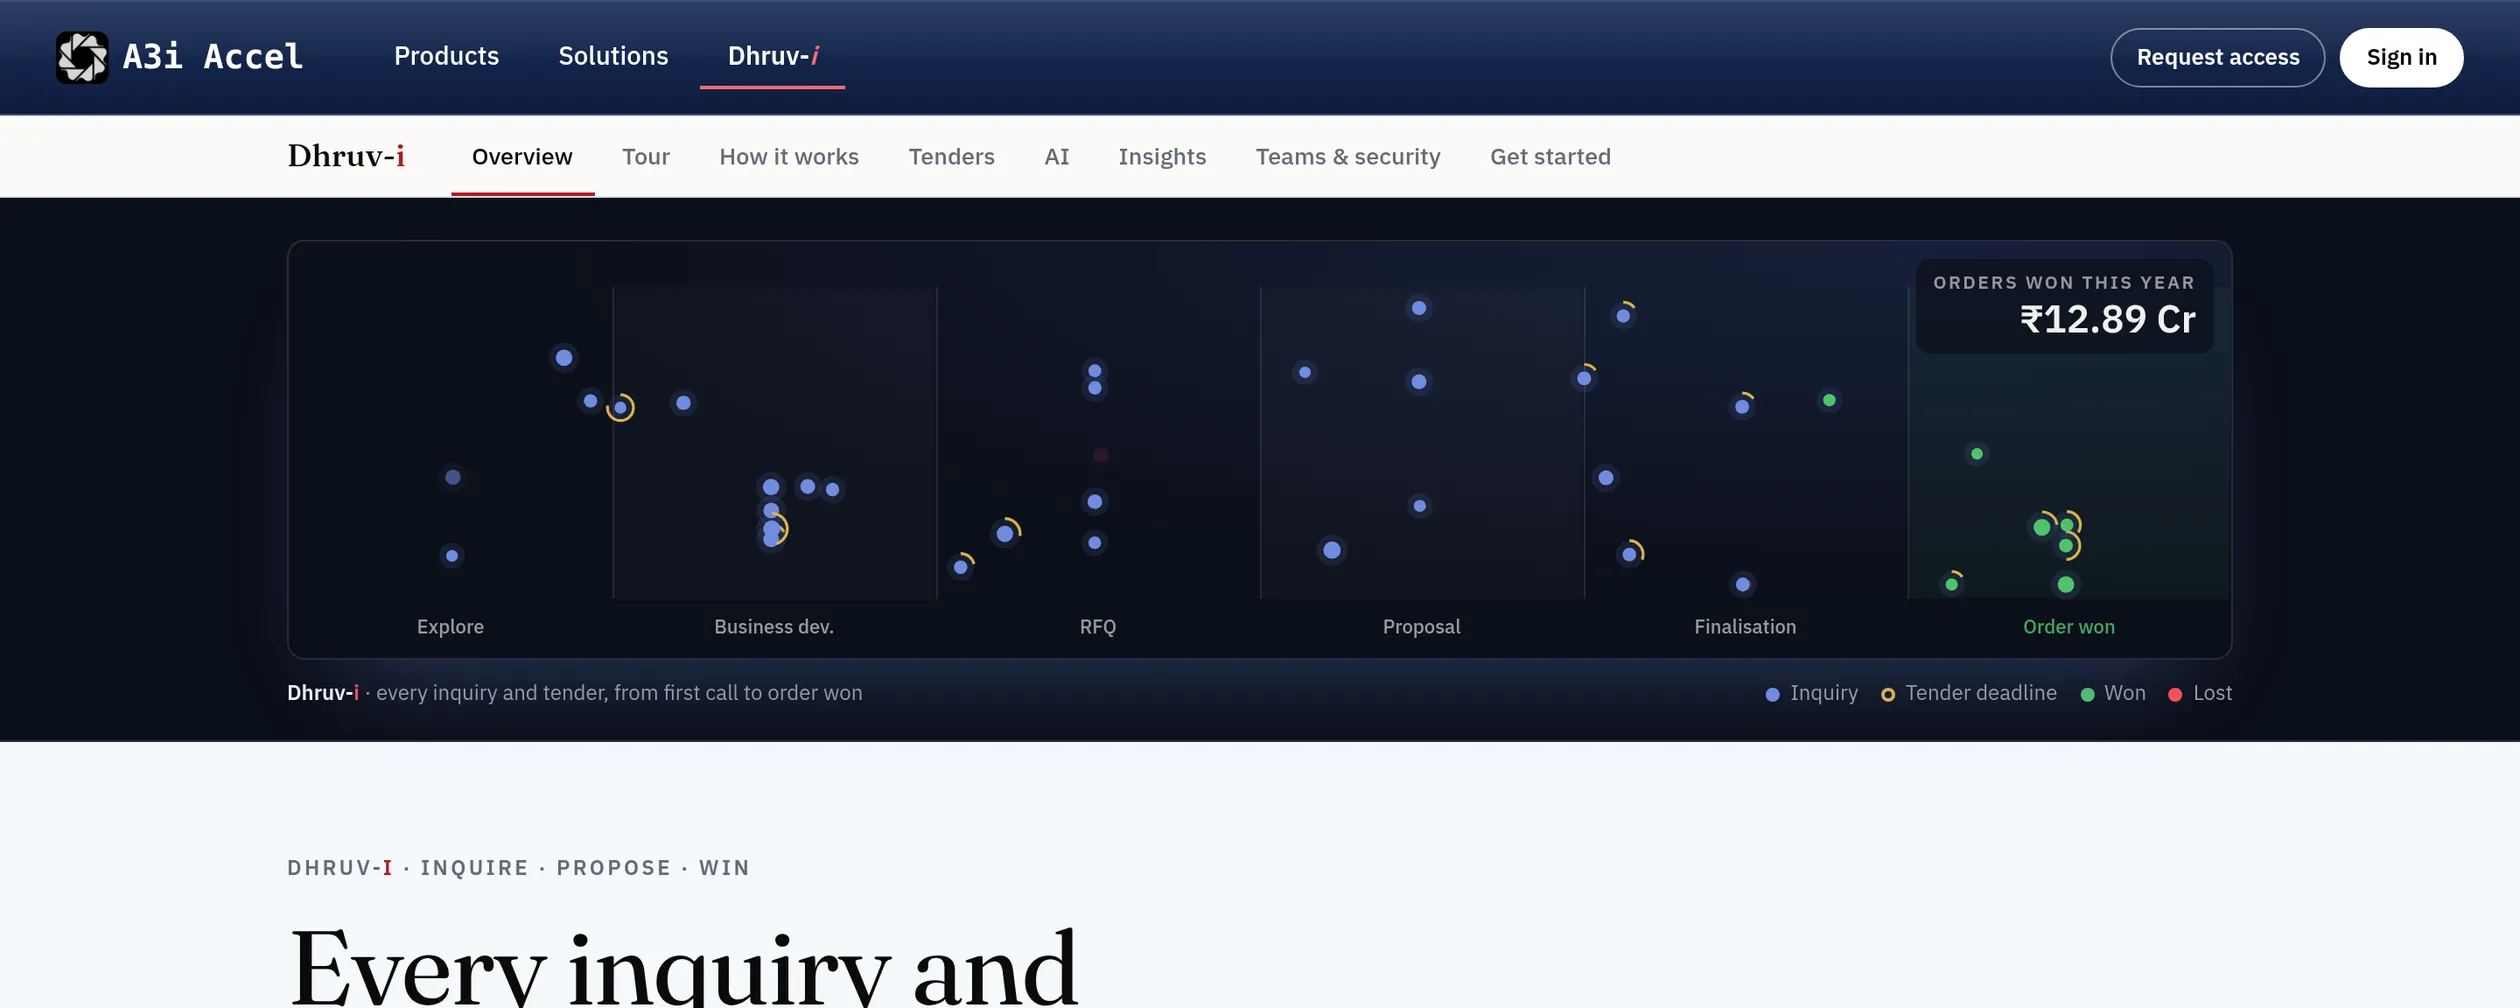 A3i Accel Products Solutions Dhruv-i Request access Sign in
Dhruv-i Overview Tour How it works Tenders AI Insights Teams & security Get started
ORDERS WON THIS YEAR
₹12.89 Cr
Explore Business dev. RFQ Proposal Finalisation Order won
Dhruv-i · every inquiry and tender, from first call to order won Inquiry Tender deadline Won Lost
DHRUV-I · INQUIRE · PROPOSE · WIN
Every inquiry and